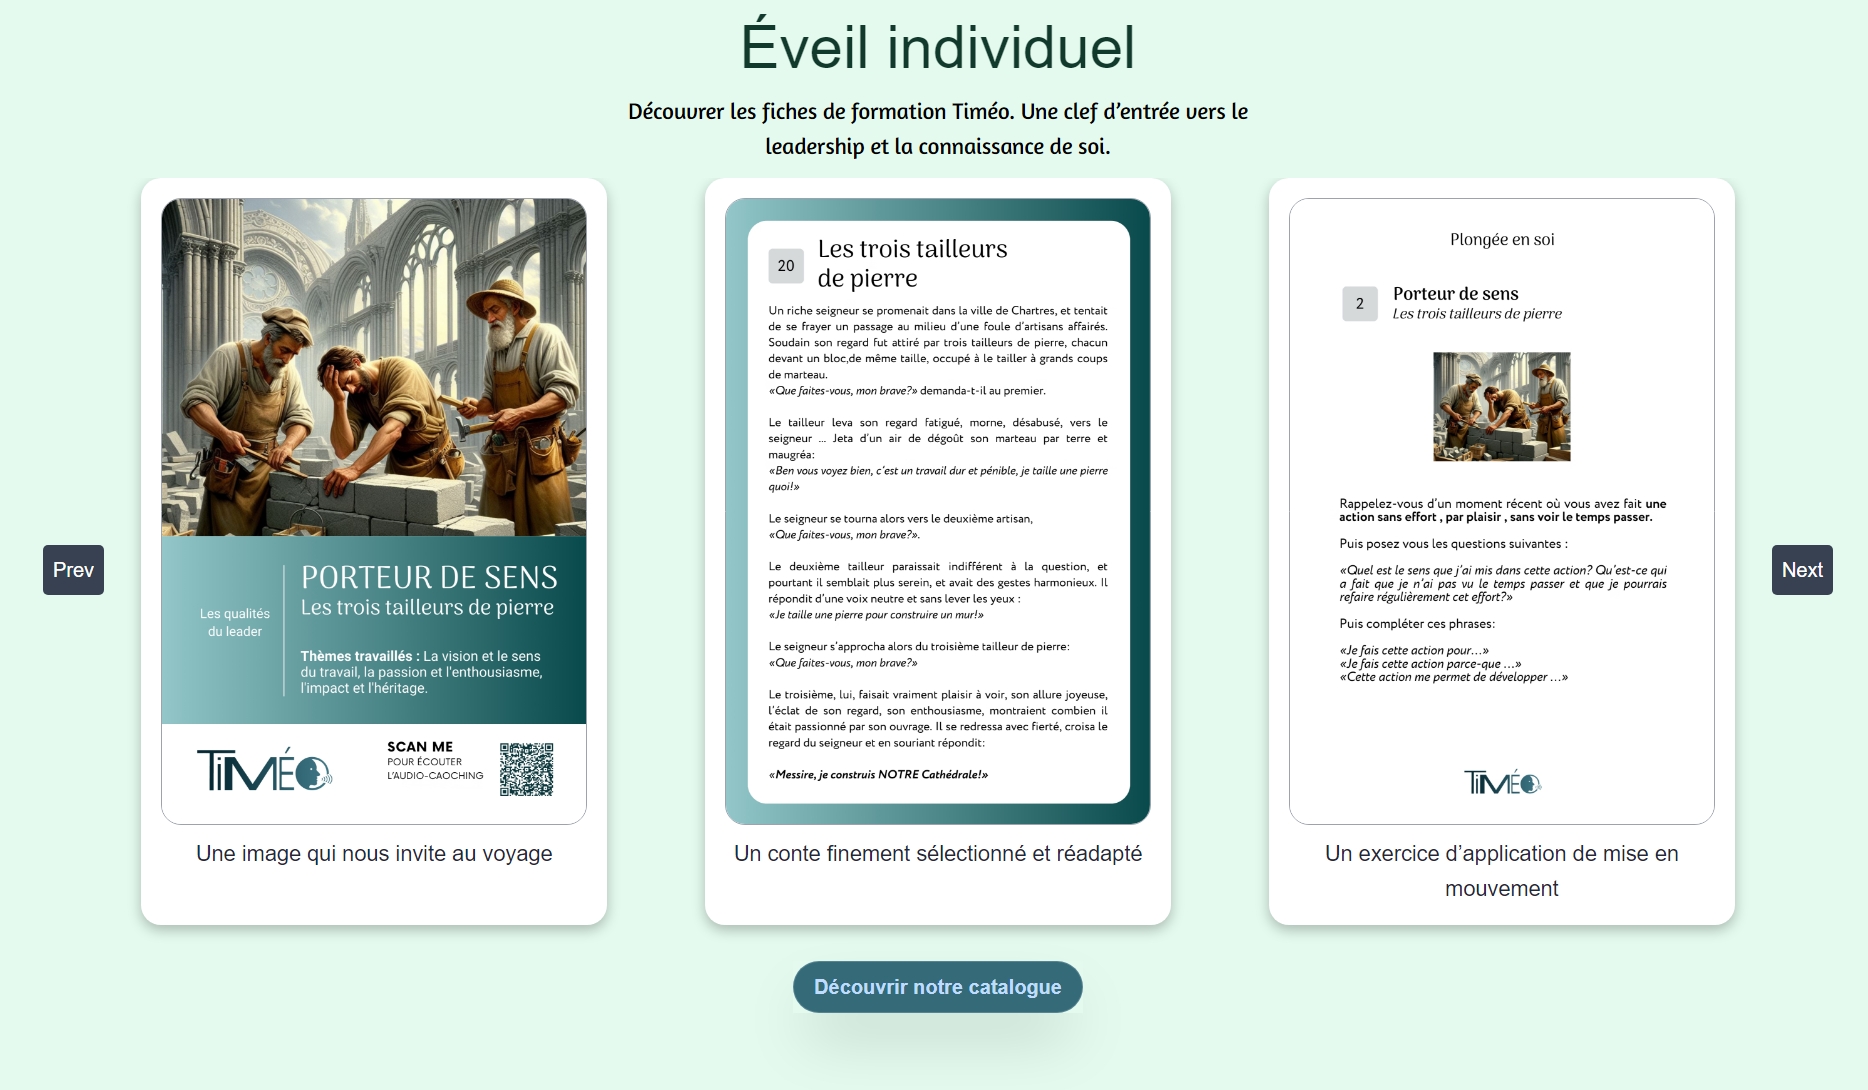 Éveil individuel
Découvrer les fiches de formation Timéo. Une clef d'entrée vers le
leadership et la connaissance de soi.
Prev
Les qualités
du leader
PORTEUR DE SENS
Les trois tailleurs de pierre
Thèmes travaillés : La vision et le sens
du travail, la passion et l'enthousiasme,
l'impact et l'héritage.
TIMÉO
SCAN ME
POUR ÉCOUTER
L'AUDIO-CAOCHING
Une image qui nous invite au voyage
20
Les trois tailleurs
de pierre
Un riche seigneur se promenait dans la ville de Chartres, et tentait
de se frayer un passage au milieu d'une foule d'artisans affairés.
Soudain son regard fut attiré par trois tailleurs de pierre, chacun
devant un bloc,de même taille, occupé à le tailler à grands coups
de marteau.
«Que faites-vous, mon brave?» demanda-t-il au premier.
Le tailleur leva son regard fatigué, morne, désabusé, vers le
seigneur ... Jeta d'un air de dégoût son marteau par terre et
maugréa:
«Ben vous voyez bien, c'est un travail dur et pénible, je taille une pierre
quoi!»
Le seigneur se tourna alors vers le deuxième artisan,
«Que faites-vous, mon brave?».
Le deuxième tailleur paraissait indifférent à la question, et
pourtant il semblait plus serein, et avait des gestes harmonieux. Il
répondit d'une voix neutre et sans lever les yeux :
«Je taille une pierre pour construire un mur!»
Le seigneur s'approcha alors du troisième tailleur de pierre:
«Que faites-vous, mon brave?»
Le troisième, lui, faisait vraiment plaisir à voir, son allure joyeuse,
l'éclat de son regard, son enthousiasme, montraient combien il
était passionné par son ouvrage. Il se redressa avec fierté, croisa le
regard du seigneur et en souriant répondit:
«Messire, je construis NOTRE Cathédrale!»
Un conte finement sélectionné et réadapté
Plongée en soi
2
Porteur de sens
Les trois tailleurs de pierre
Rappelez-vous d'un moment récent où vous avez fait une
action sans effort , par plaisir , sans voir le temps passer.
Puis posez vous les questions suivantes :
«Quel est le sens que j'ai mis dans cette action? Qu'est-ce qui
a fait que je n'ai pas vu le temps passer et que je pourrais
refaire régulièrement cet effort?»
Puis compléter ces phrases:
«Je fais cette action pour...»
«Je fais cette action parce-que ...»
«Cette action me permet de développer ...»
TIMÉO
Un exercice d'application de mise en
mouvement
Next
Découvrir notre catalogue